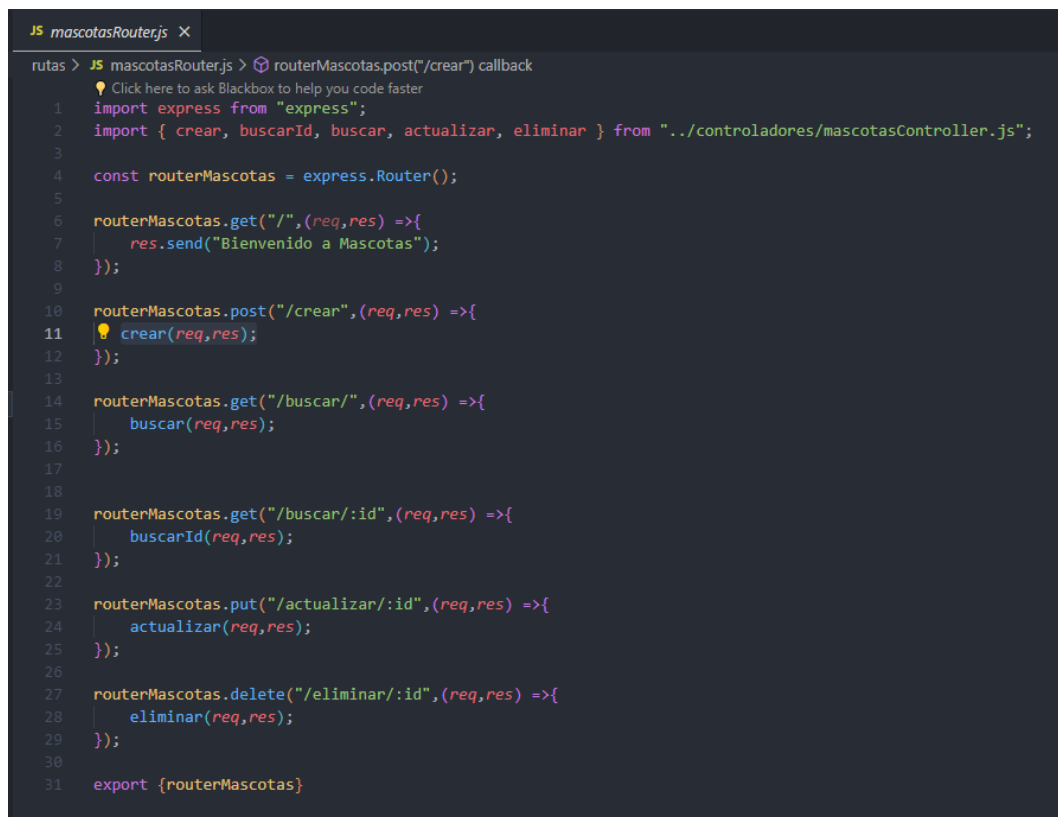 JS mascotasRouter.js ×
rutas > JS mascotasRouter.js > routerMascotas.post("/crear") callback
Click here to ask Blackbox to help you code faster
1 import express from "express";
2 import { crear, buscarId, buscar, actualizar, eliminar } from "../controladores/mascotasController.js";
3
4 const routerMascotas = express.Router();
5
6 routerMascotas.get("/",(req,res) =>{
7     res.send("Bienvenido a Mascotas");
8 });
9
10 routerMascotas.post("/crear",(req,res) =>{
11     crear(req,res);
12 });
13
14 routerMascotas.get("/buscar/",(req,res) =>{
15     buscar(req,res);
16 });
17
18
19 routerMascotas.get("/buscar/:id",(req,res) =>{
20     buscarId(req,res);
21 });
22
23 routerMascotas.put("/actualizar/:id",(req,res) =>{
24     actualizar(req,res);
25 });
26
27 routerMascotas.delete("/eliminar/:id",(req,res) =>{
28     eliminar(req,res);
29 });
30
31 export {routerMascotas}